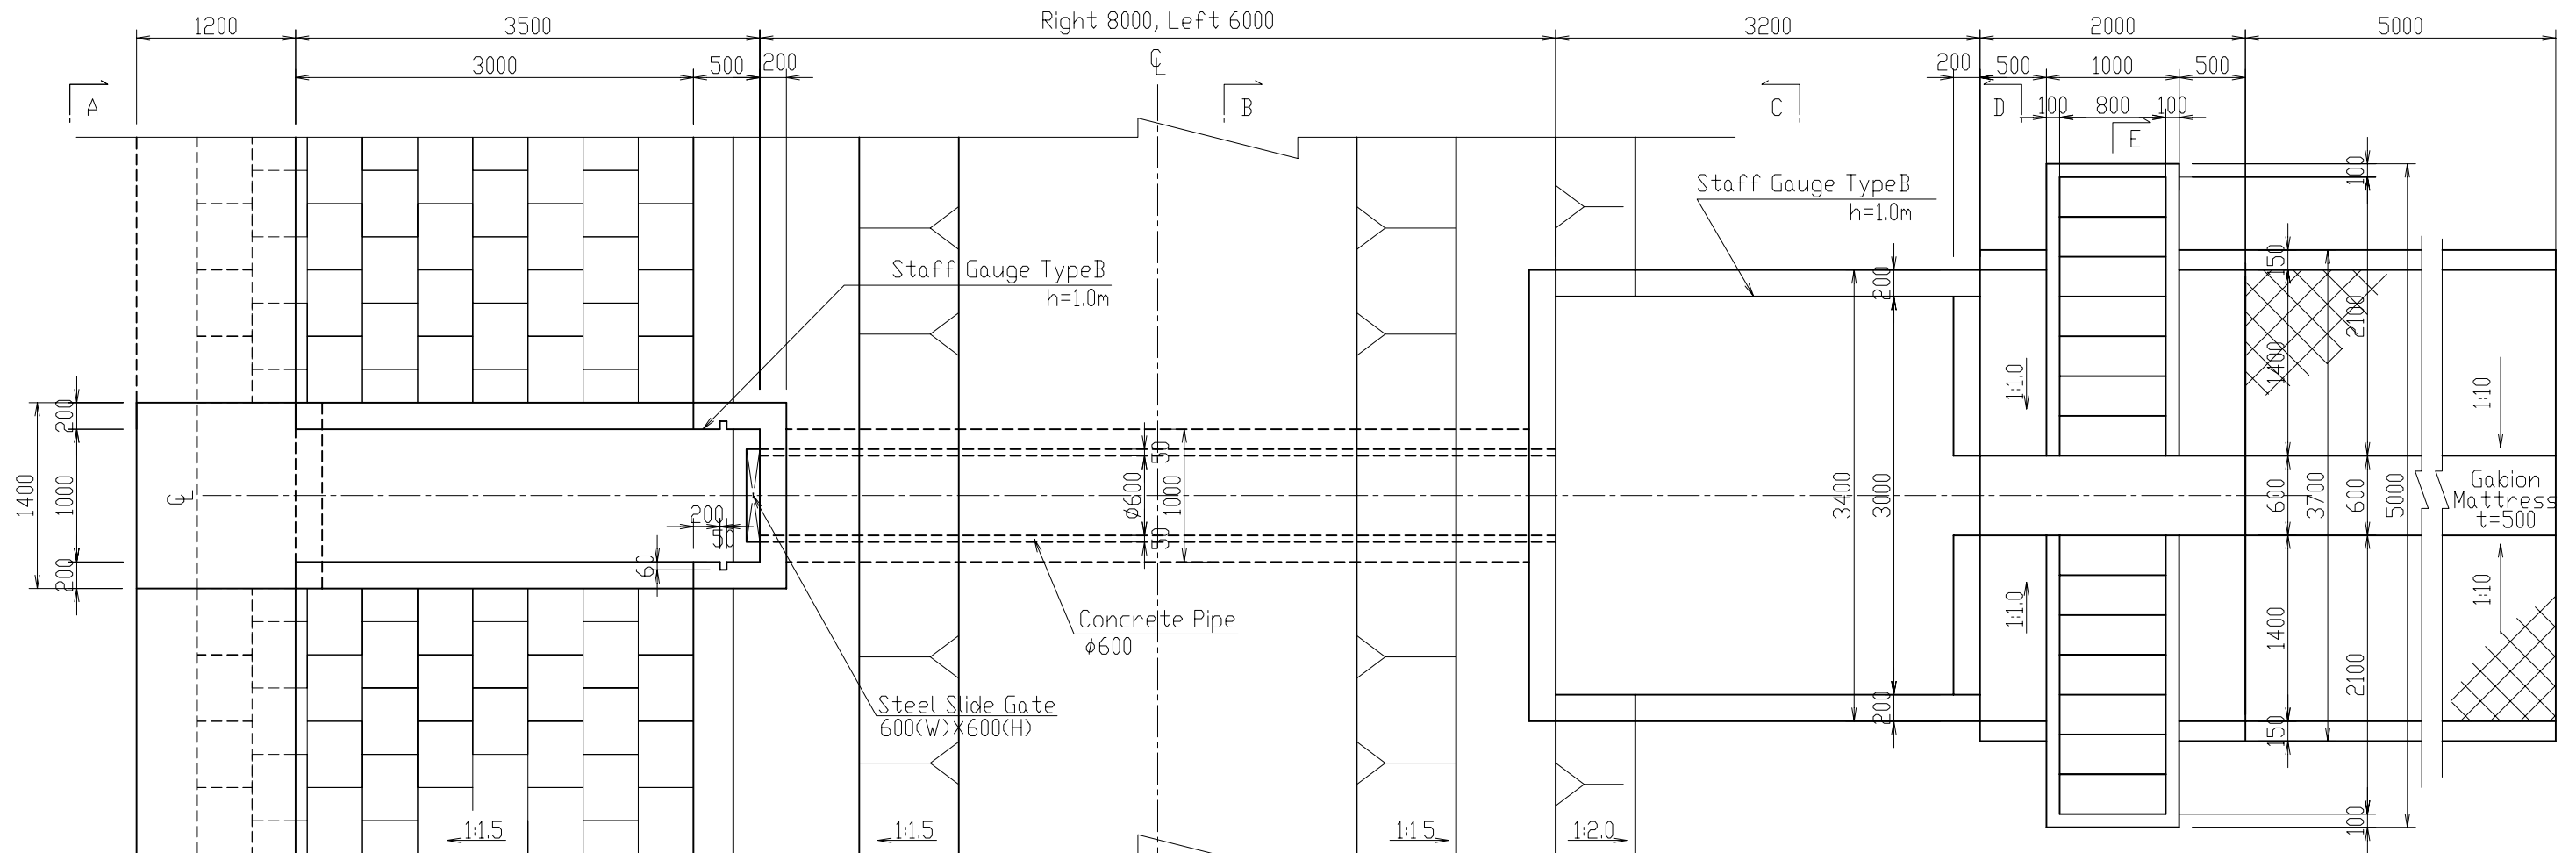 1200
3500
Right 8000, Left 6000
3200
2000
5000
3000
500
200
℄
200
500
1000
500
A
B
C
D
100
800
100
E
Staff Gauge TypeB
h=1.0m
Staff Gauge TypeB
h=1.0m
100
150
200
2100
1400
1:1.0
1:10
200
1400
1000
200
℄
200
50
60
50
φ600
1000
50
3400
3000
600
3700
600
5000
Gabion
Mattress
t=500
Concrete Pipe
φ600
1:1.0
1:10
1400
2100
Steel Slide Gate
600(W)X600(H)
200
150
100
1:1.5
1:1.5
1:1.5
1:2.0